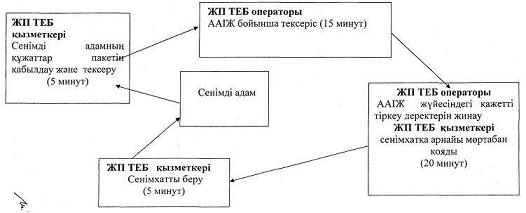 ЖП ТЕБ
қызметкері
Сенімді адамның
құжаттар пакетін
қабылдау және тексеру
(5 минут)
ЖП ТЕБ операторы
ААІЖ бойынша тексеріс (15 минут)
Сенімді адам
ЖП ТЕБ операторы
ААІЖ жүйесіндегі қажетті
тіркеу деректерін жинау
ЖП ТЕБ қызметкері
сенімхатқа арнайы мөртабан
қояды
(20 минут)
ЖП ТЕБ қызметкері
Сенімхатты беру
(5 минут)